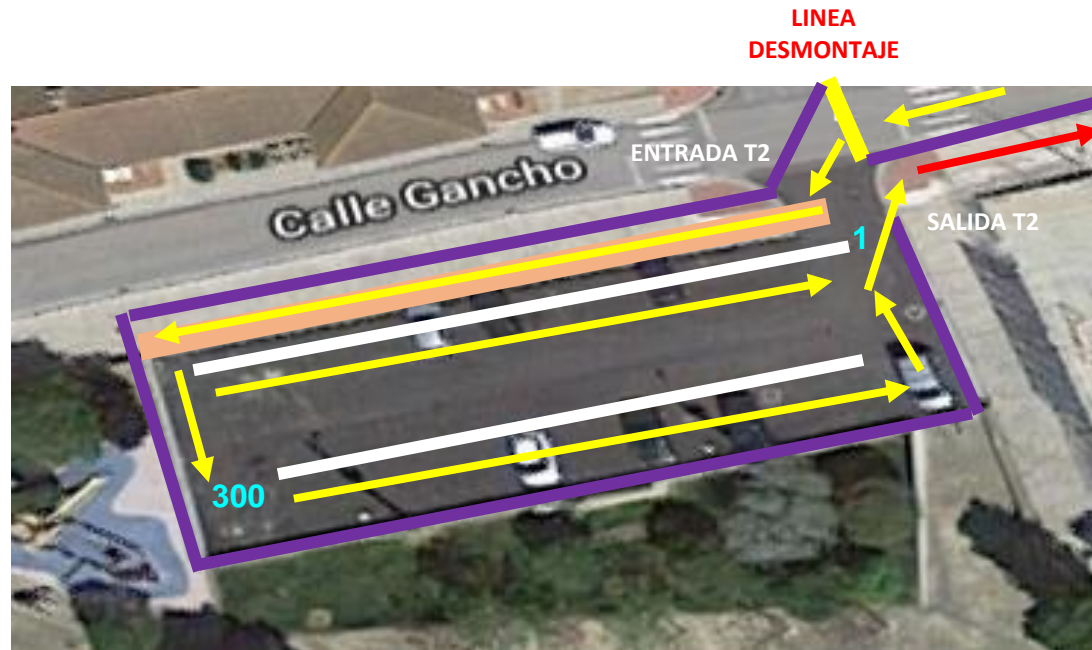 LINEA
DESMONTAJE
ENTRADA T2
Calle Gancho
SALIDA T2
1
300